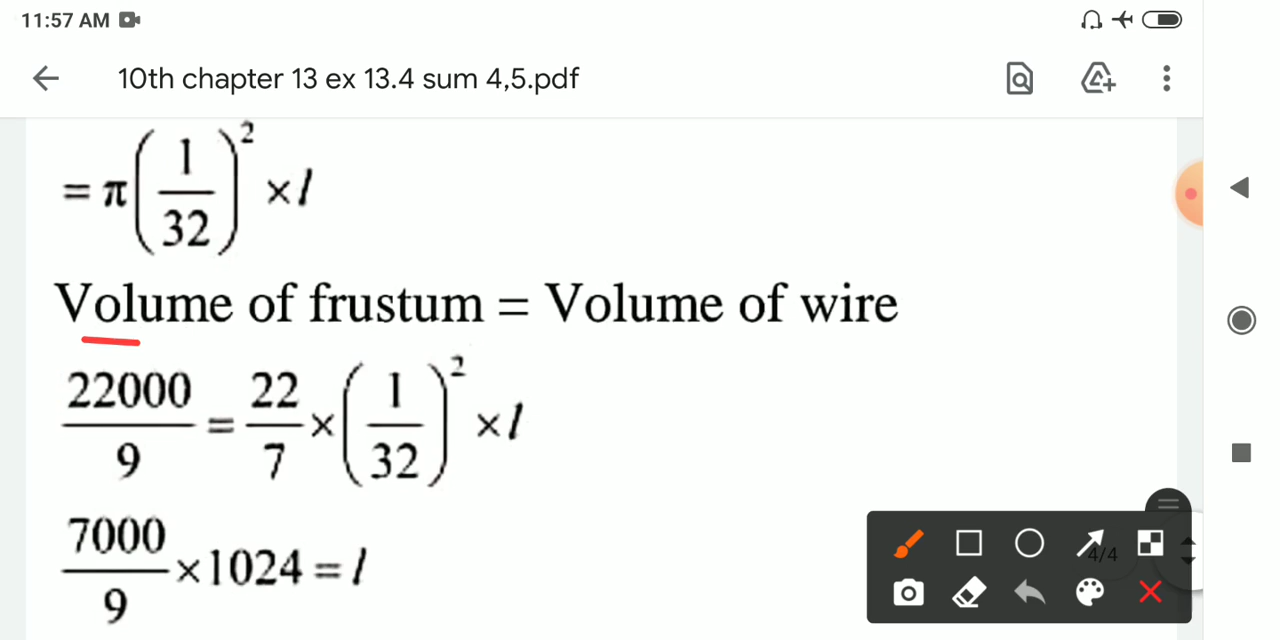 11:57 AM
10th chapter 13 ex 13.4 sum 4,5.pdf
= π(1/32)² × l
Volume of frustum = Volume of wire
22000/9 = 22/7 × (1/32)² × l
7000/9 × 1024 = l
4/4